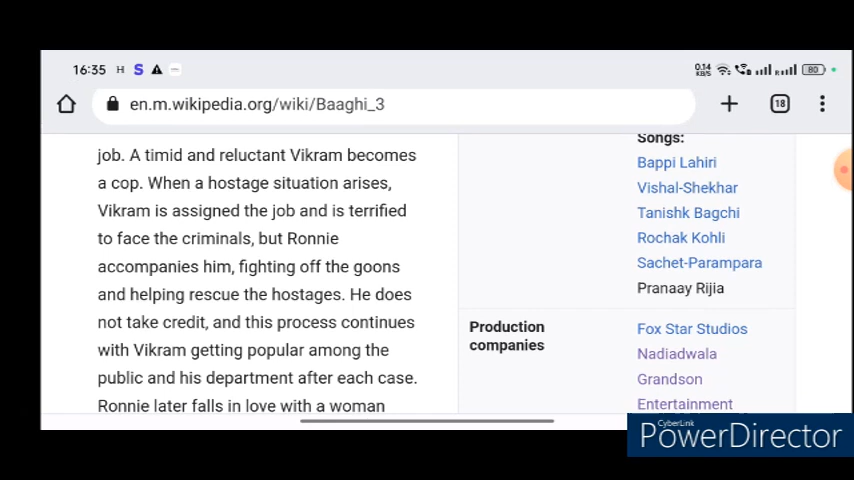 16:35 H S
0.14 KB/S 80
en.m.wikipedia.org/wiki/Baaghi_3
18
job. A timid and reluctant Vikram becomes
a cop. When a hostage situation arises,
Vikram is assigned the job and is terrified
to face the criminals, but Ronnie
accompanies him, fighting off the goons
and helping rescue the hostages. He does
not take credit, and this process continues
with Vikram getting popular among the
public and his department after each case.
Ronnie later falls in love with a woman
Songs:
Bappi Lahiri
Vishal-Shekhar
Tanishk Bagchi
Rochak Kohli
Sachet-Parampara
Pranaay Rijia
Production
companies
Fox Star Studios
Nadiadwala
Grandson
Entertainment
CyberLink
PowerDirector